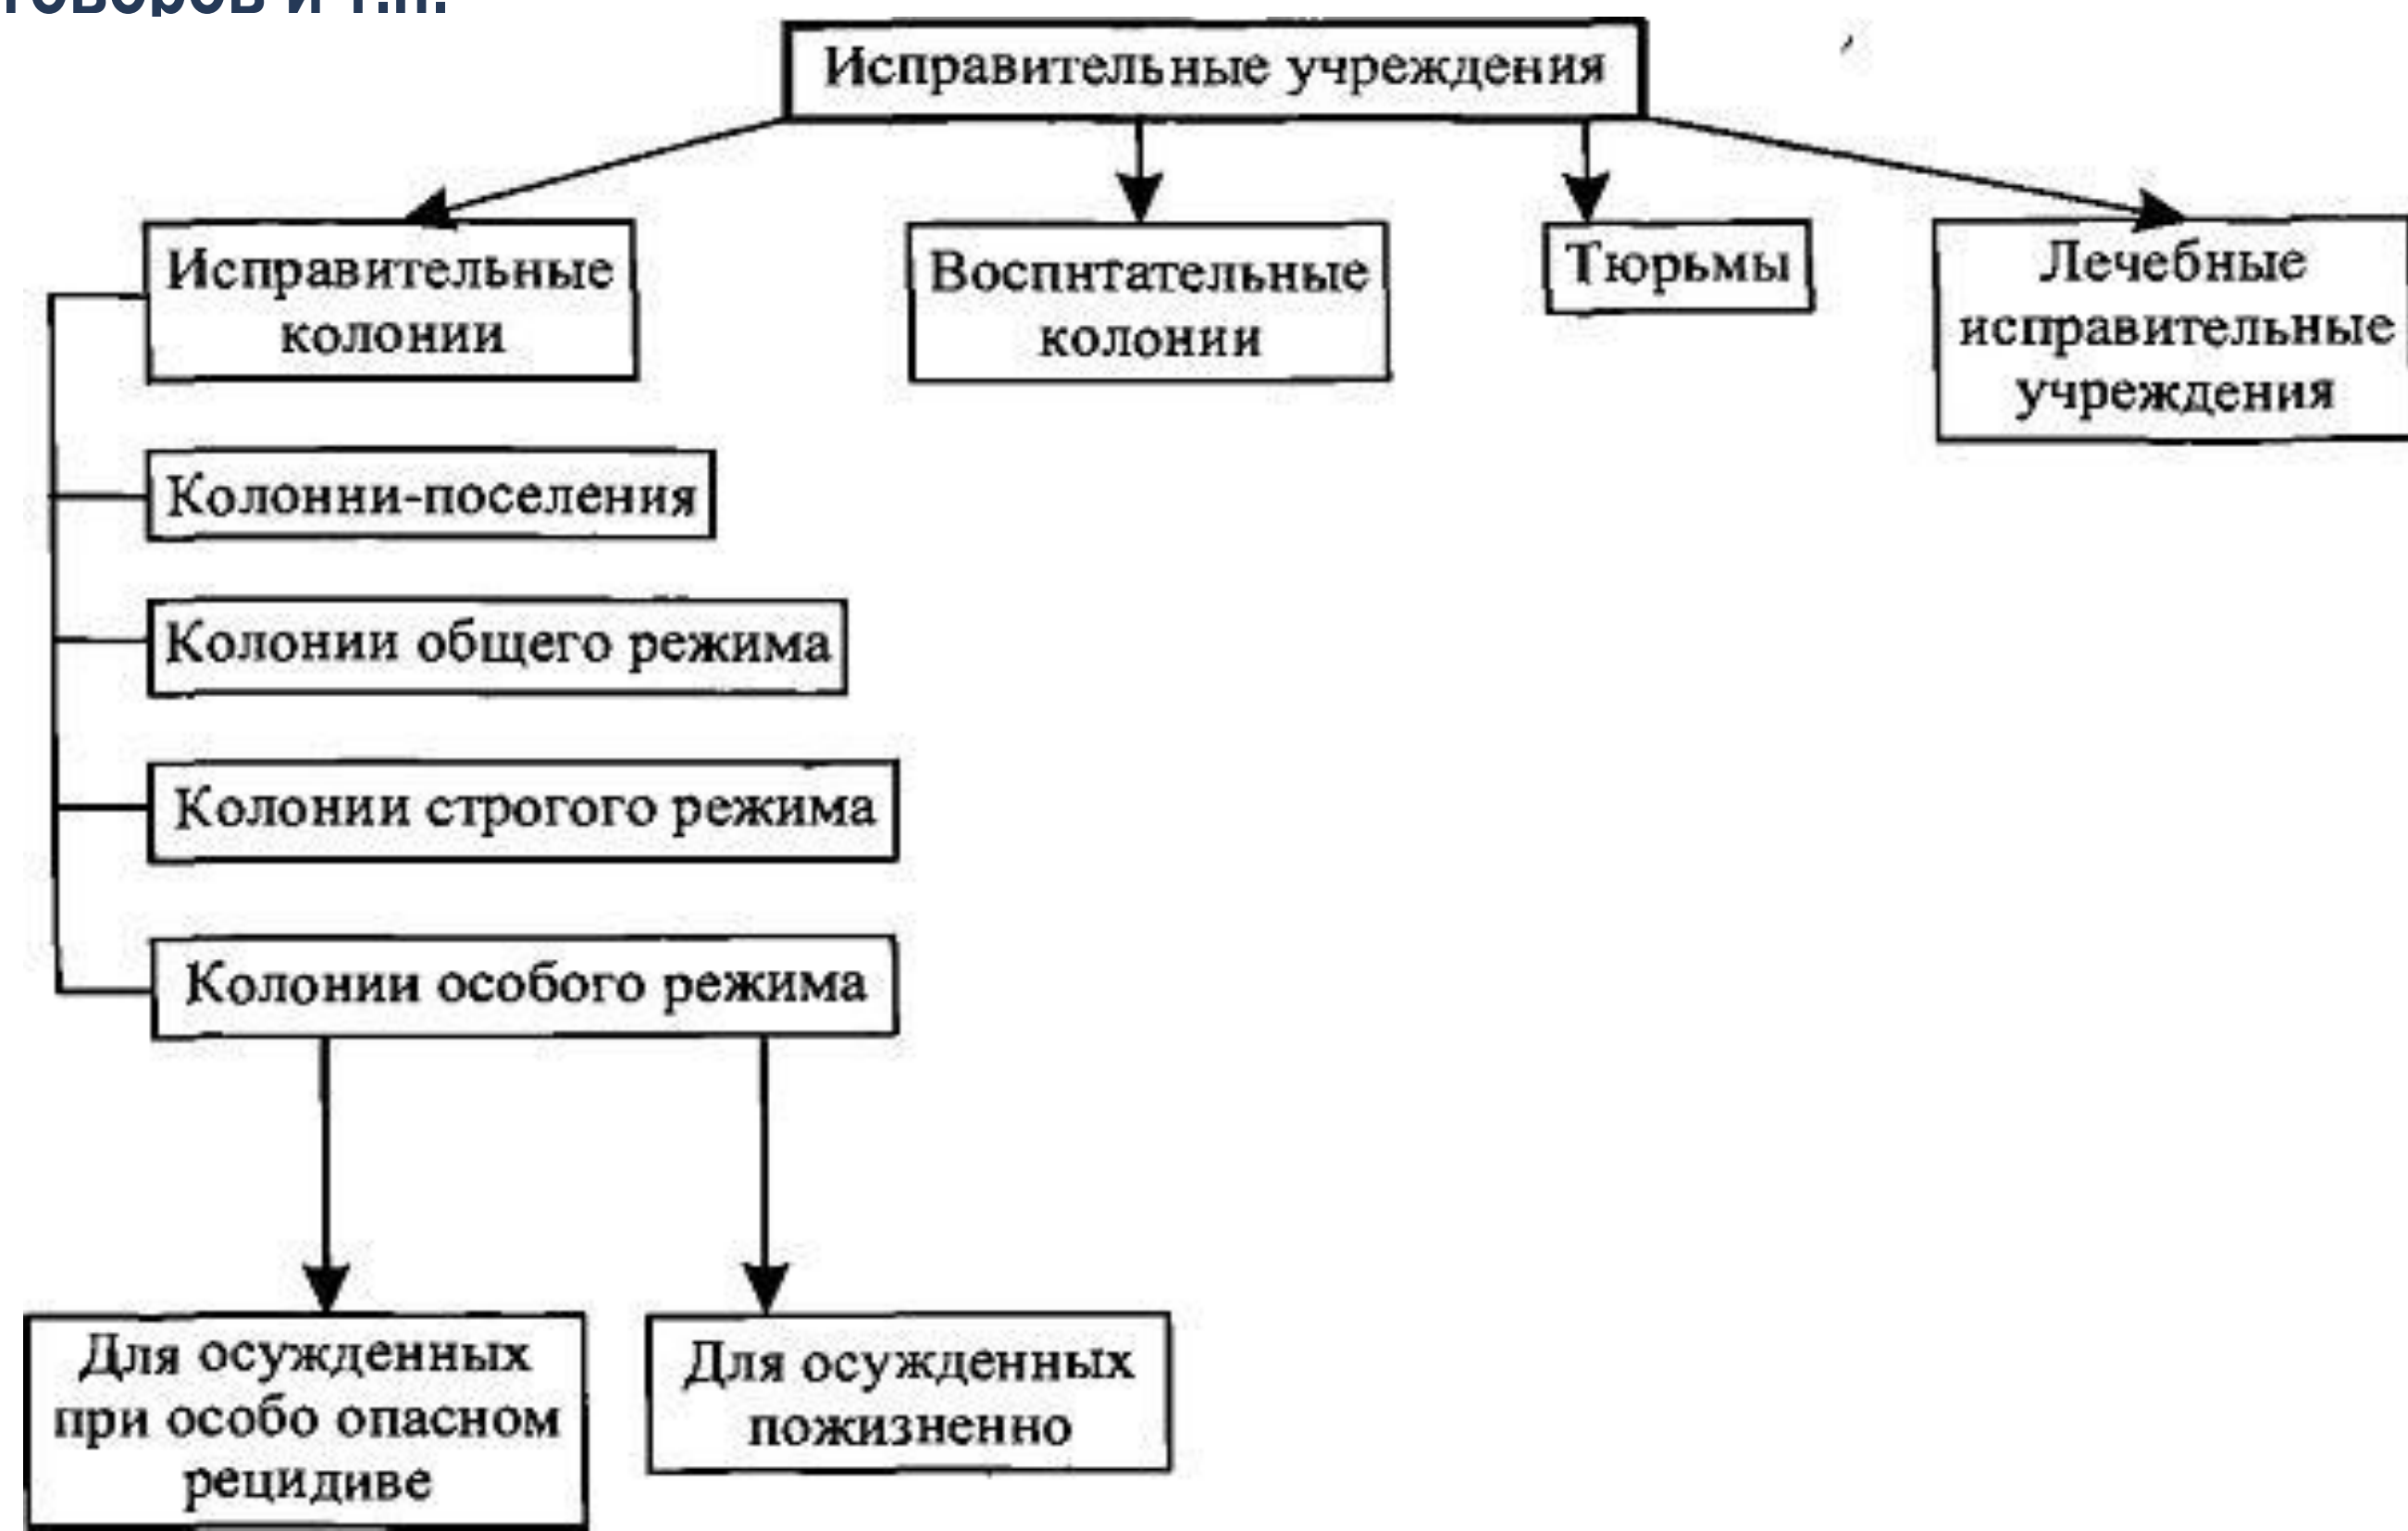 Исправительные учреждения
Исправительные
колонии
Воспнтательные
колонии
Тюрьмы
Лечебные
исправительные
учреждения
Колонни-поселения
Колонии общего режима
Колонии строгого режима
Колонии особого режима
Для осужденных
при особо опасном
рецидиве
Для осужденных
пожизненно